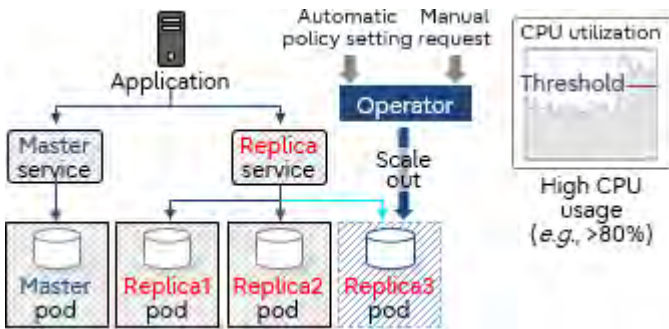 Automatic
policy setting
Manual
request
CPU utilization
Threshold
Application
Operator
Master
service
Replica
service
Scale
out
High CPU
usage
(e.g., >80%)
Master
pod
Replica1
pod
Replica2
pod
Replica3
pod